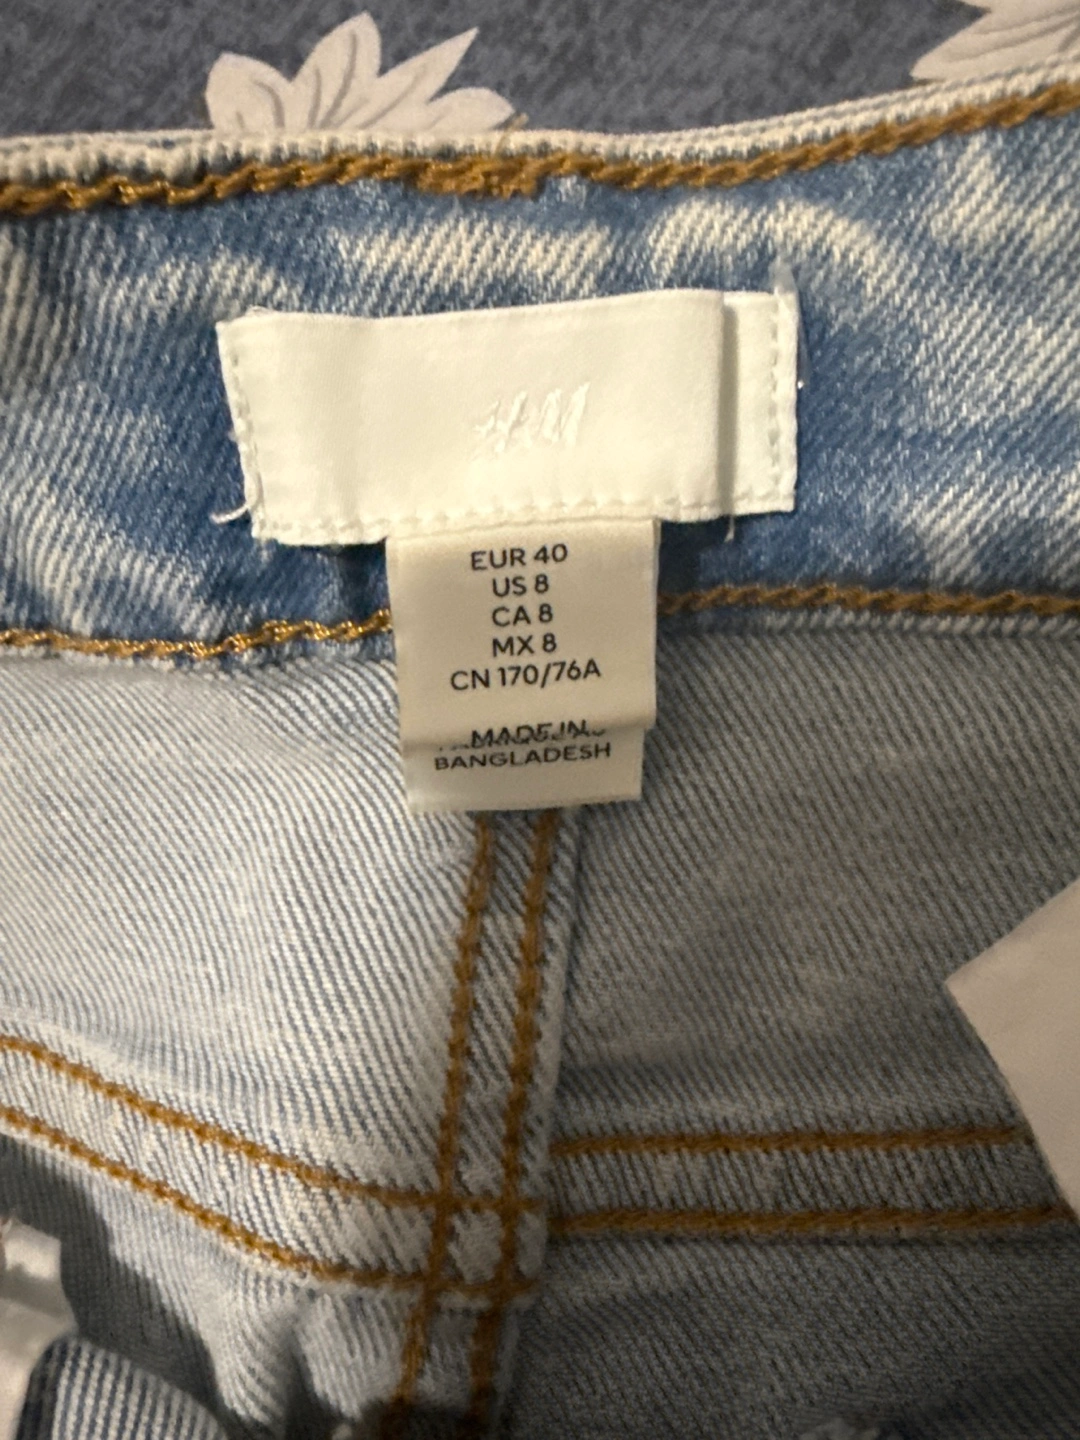 H&M
EUR 40
US 8
CA 8
MX 8
CN 170/76A
MADE IN
BANGLADESH